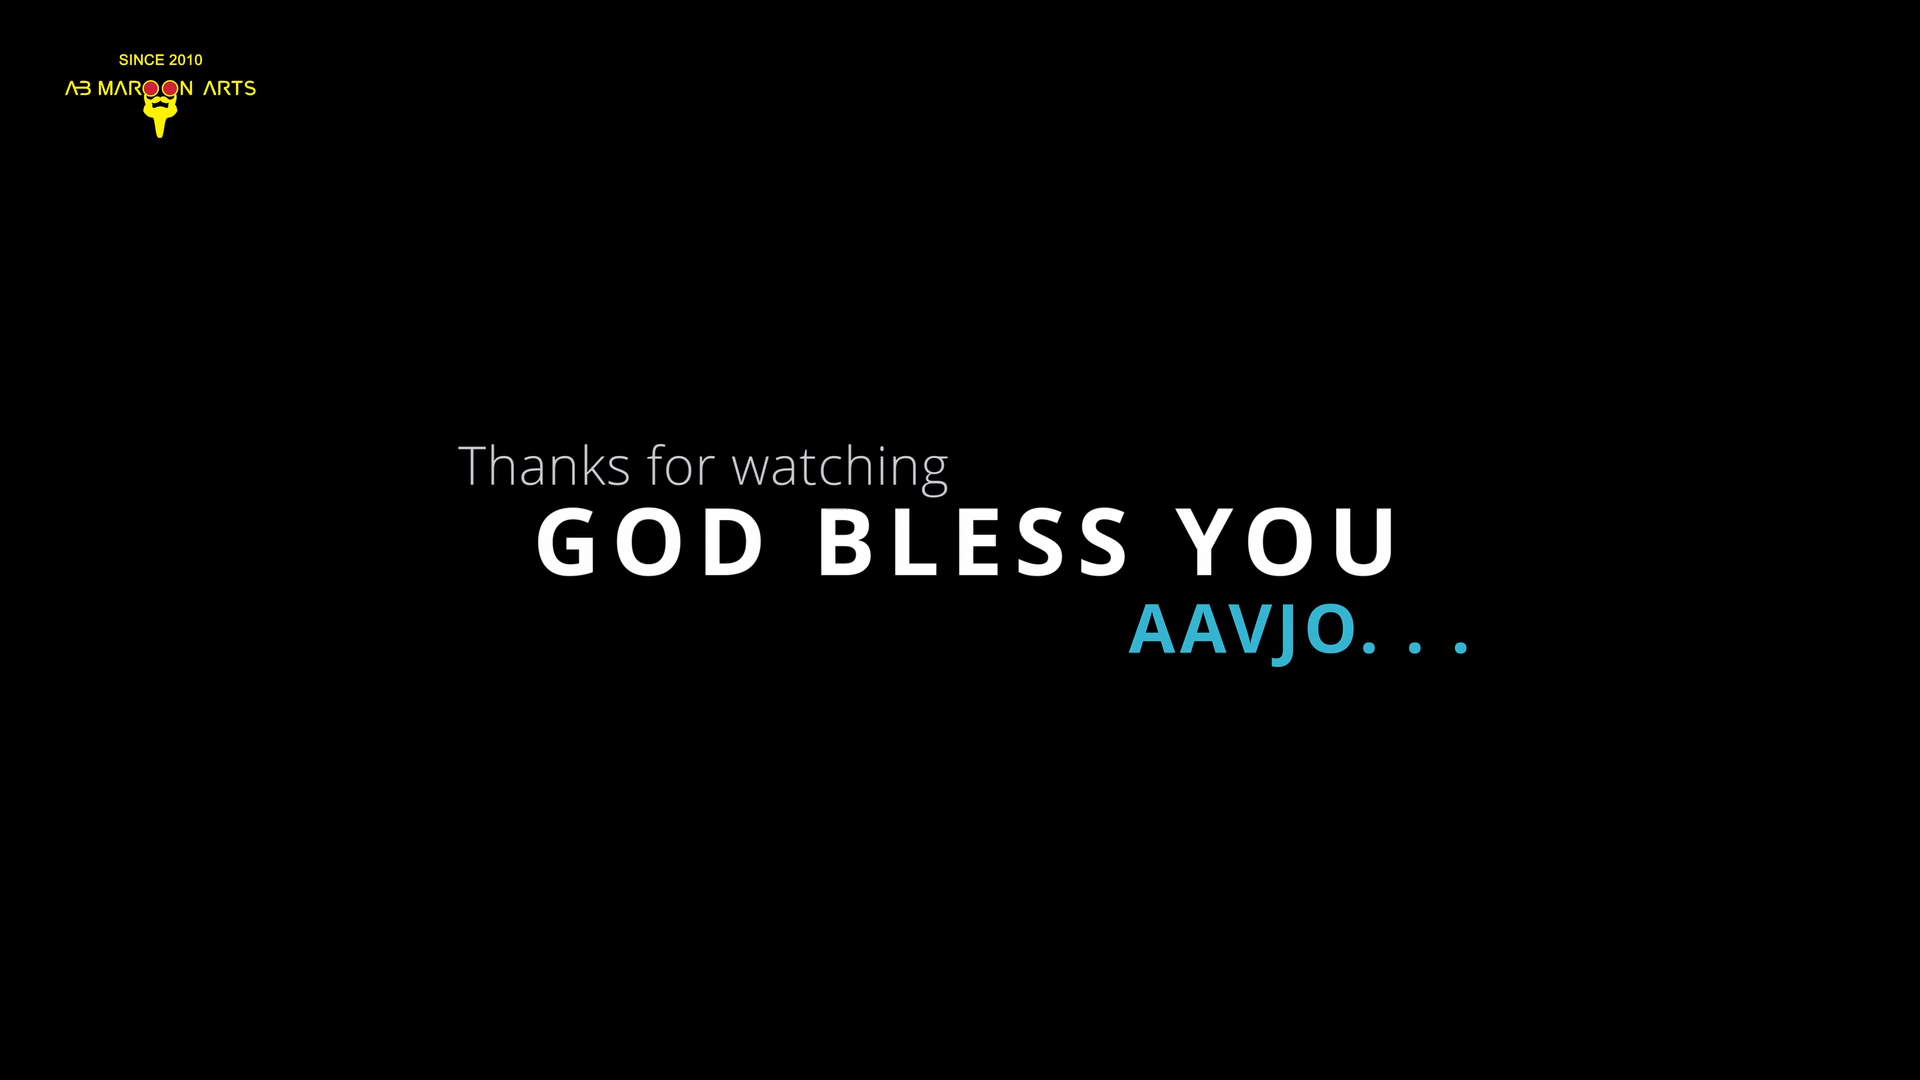 SINCE 2010
AB MAROON ARTS
Thanks for watching
GOD BLESS YOU
AAVJO. . .